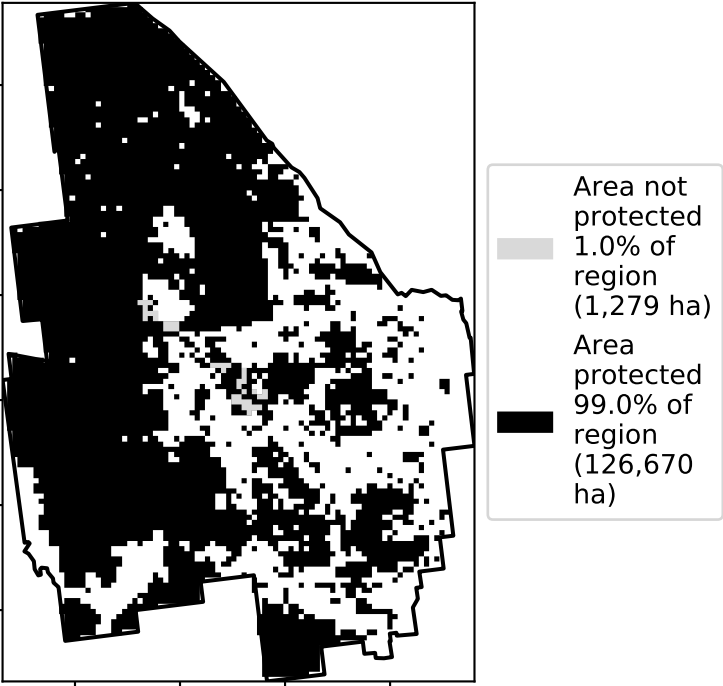 Area not
protected
1.0% of
region
(1,279 ha)
Area
protected
99.0% of
region
(126,670
ha)